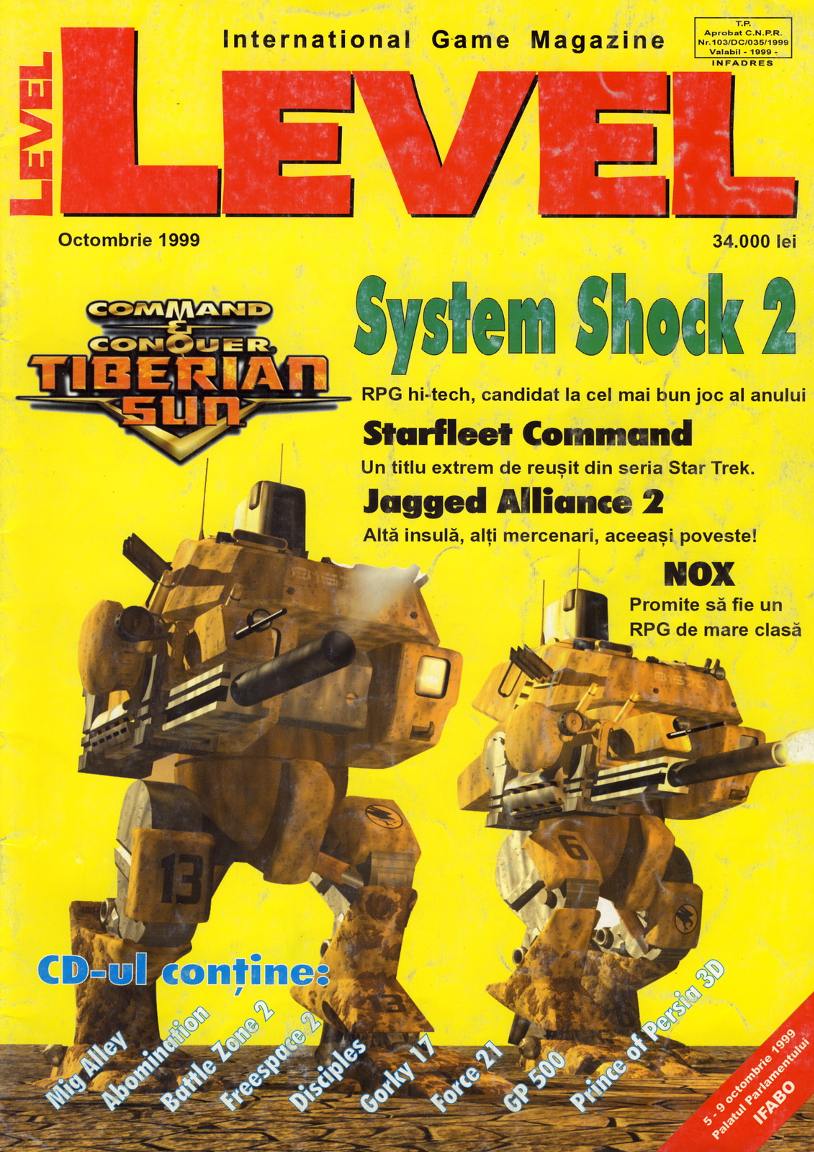 International Game Magazine
T.P.
Aprobat C.N.P.R.
Nr.103/DC/035/1999
Valabil - 1999 -
INFADRES
LEVEL
LEVEL
Octombrie 1999
34.000 lei
COMMAND
&
CONQUER
TIBERIAN
SUN
System Shock 2
RPG hi-tech, candidat la cel mai bun joc al anului
Starfleet Command
Un titlu extrem de reușit din seria Star Trek.
Jagged Alliance 2
Altă insulă, alți mercenari, aceeași poveste!
NOX
Promite să fie un
RPG de mare clasă
13
6
13
CD-ul conține:
Mig Alley
Abomination
Battle Zone 2
Freespace 2
Disciples
Gorky 17
Force 21
GP 500
Prince of Persia 3D
5 - 9 octombrie 1999
Palatul Parlamentului
IFABO